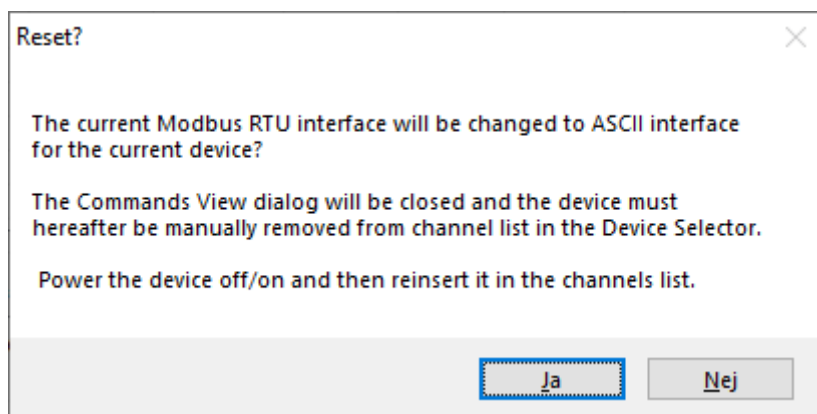 Reset?
The current Modbus RTU interface will be changed to ASCII interface
for the current device?
The Commands View dialog will be closed and the device must
hereafter be manually removed from channel list in the Device Selector.
Power the device off/on and then reinsert it in the channels list.
Ja
Nej